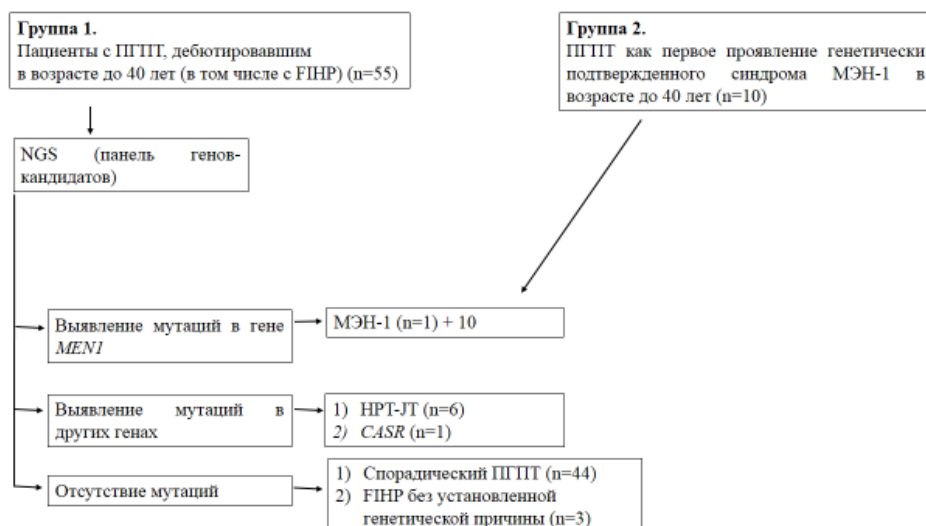 Группа 1.
Пациенты с ПГПТ, дебютировавшим
в возрасте до 40 лет (в том числе с FIHP) (n=55)
Группа 2.
ПГПТ как первое проявление генетически
подтвержденного синдрома МЭН-1 в
возрасте до 40 лет (n=10)
NGS (панель генов-
кандидатов)
Выявление мутаций в гене
MEN1
МЭН-1 (n=1) + 10
Выявление мутаций в
других генах
1) HPT-JT (n=6)
2) CASR (n=1)
Отсутствие мутаций
1) Спорадический ПГПТ (n=44)
2) FIHP без установленной
генетической причины (n=3)